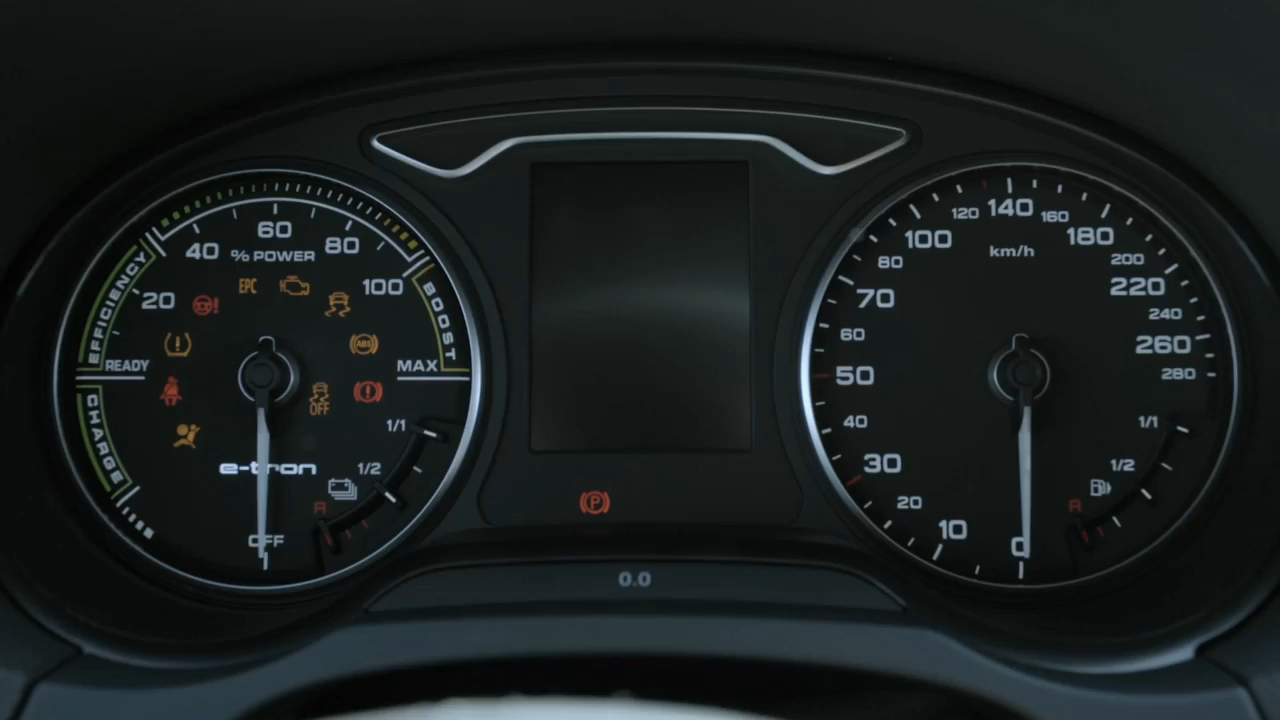 60
40
80
% POWER
20
EPC
100
EFFICIENCY
BOOST
ABS
READY
MAX
OFF
CHARGE
1/1
e-tron
1/2
R
OFF
P
0.0
140
120
160
100
180
km/h
80
200
70
220
240
60
260
50
280
40
1/1
30
1/2
20
R
10
0